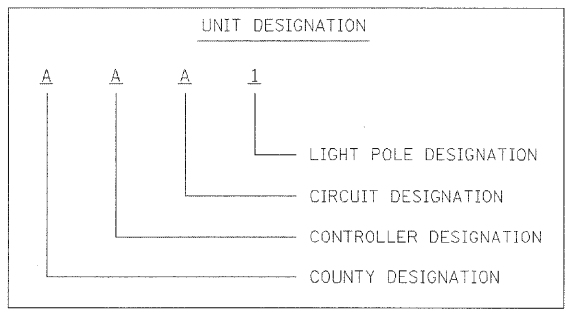 UNIT DESIGNATION
A A A 1
LIGHT POLE DESIGNATION
CIRCUIT DESIGNATION
CONTROLLER DESIGNATION
COUNTY DESIGNATION